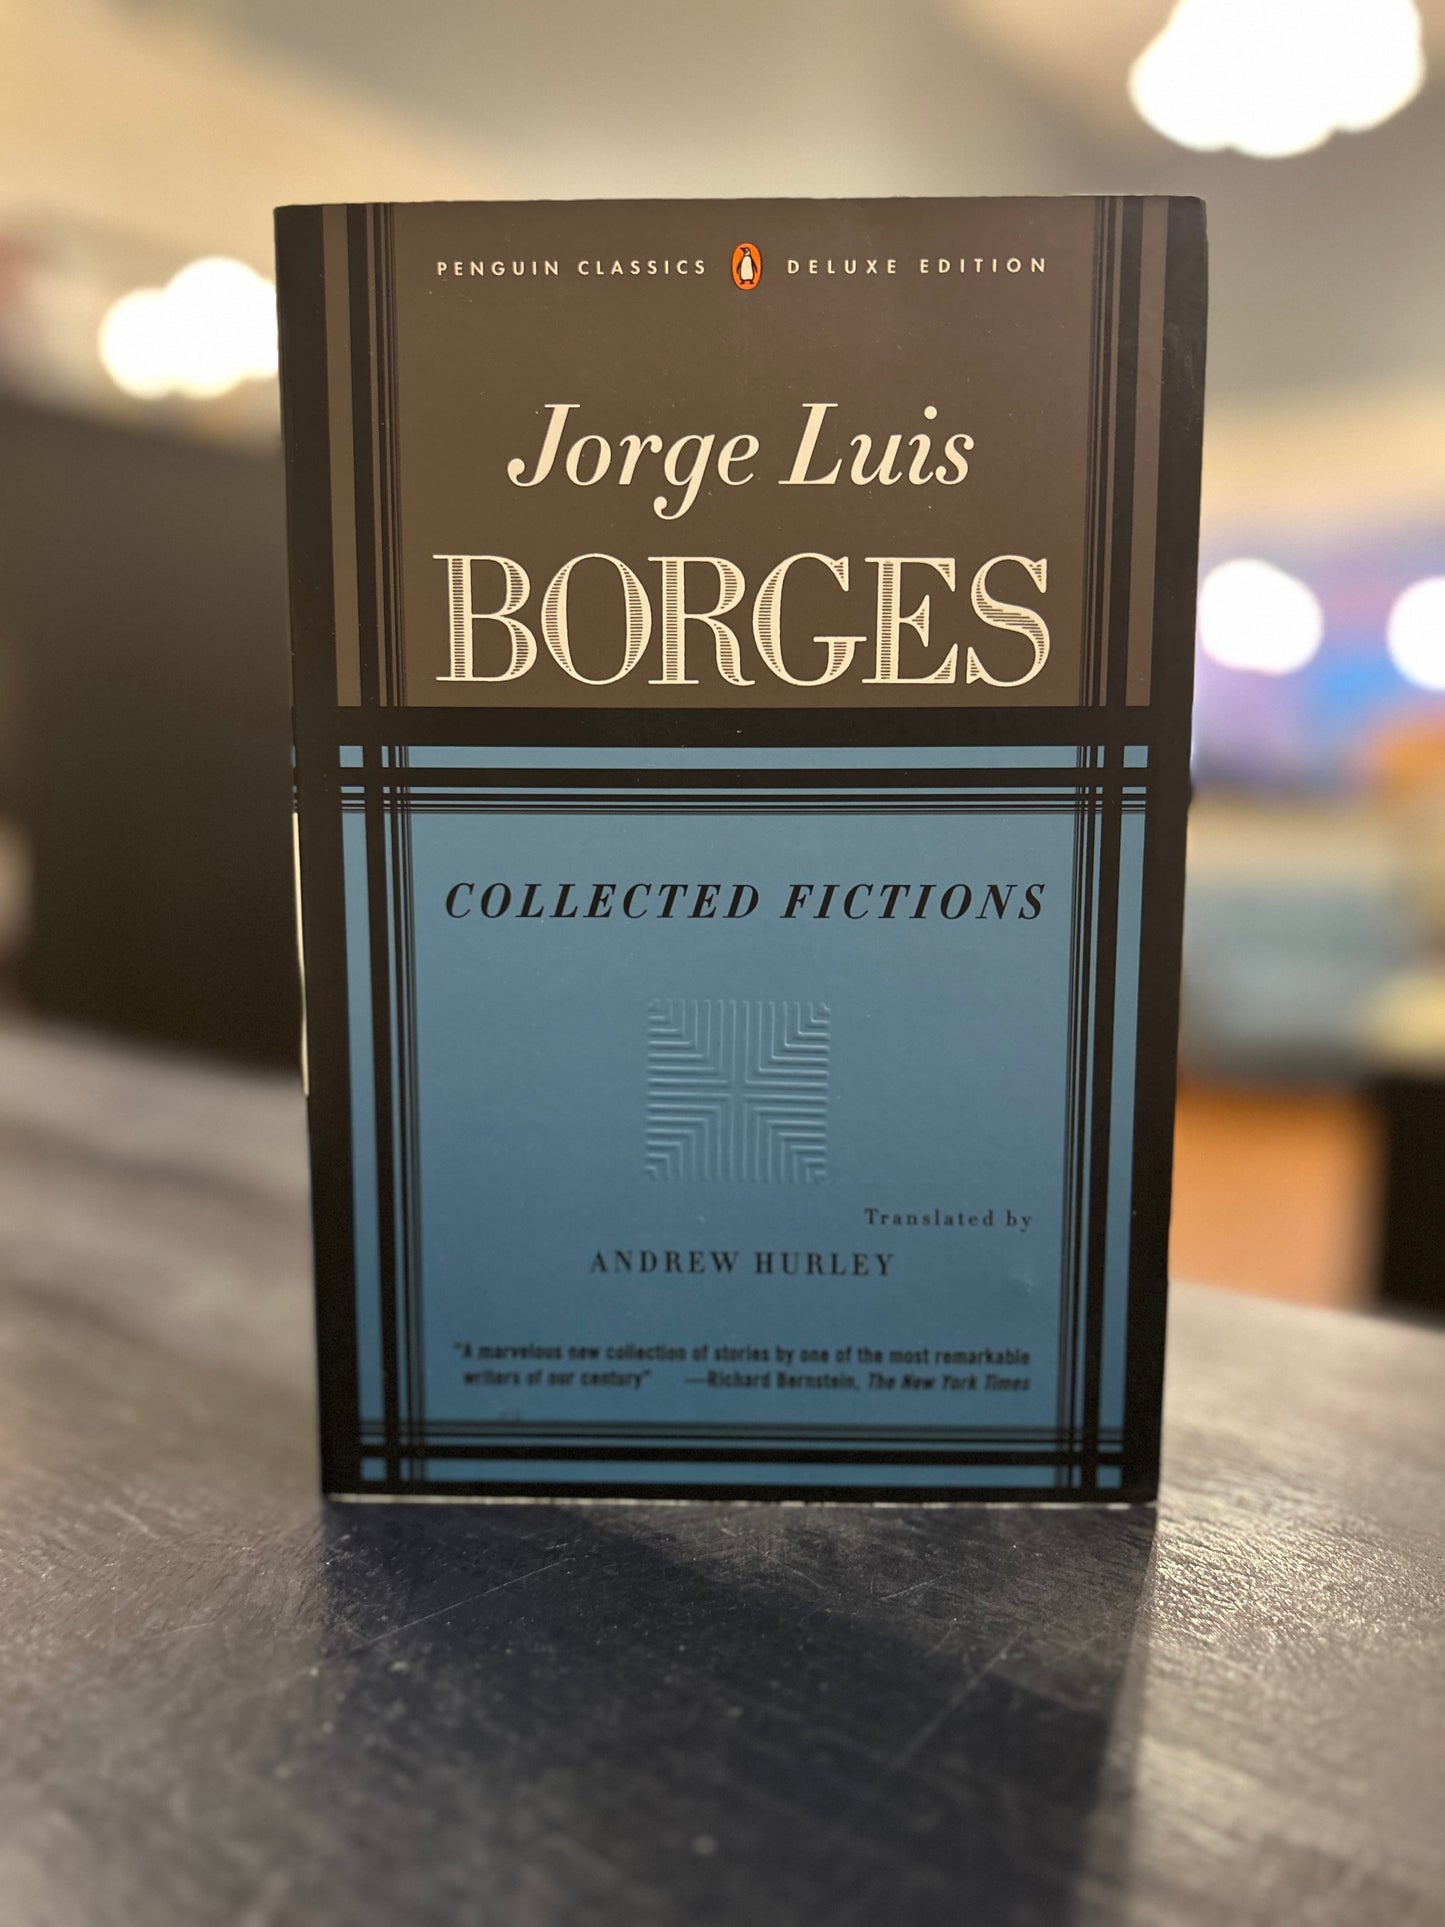 PENGUIN CLASSICS DELUXE EDITION
Jorge Luis
BORGES
COLLECTED FICTIONS
Translated by
ANDREW HURLEY
"A marvelous new collection of stories by one of the most remarkable
writers of our century" —Richard Bernstein, The New York Times